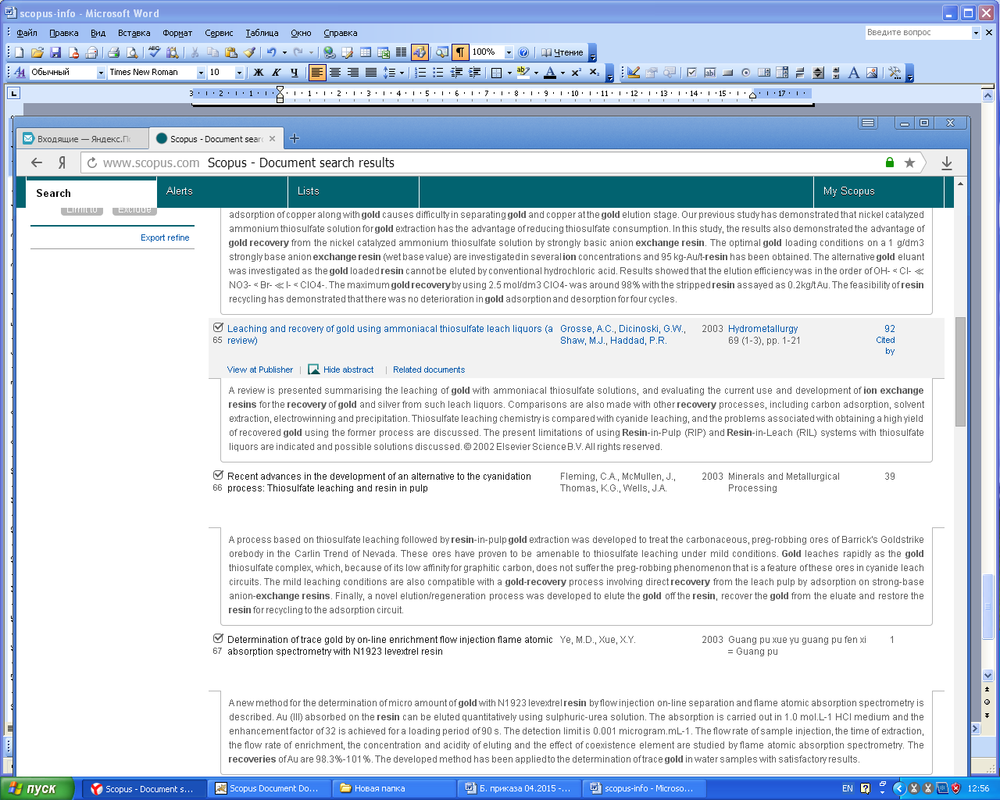 scopus-info - Microsoft Word
Файл Правка Вид Вставка Формат Сервис Таблица Окно Справка
Введите вопрос
100% Чтение
Обычный Times New Roman 10 Ж К Ч
3 2 1 1 2 3 4 5 6 7 8 9 10 11 12 13 14 15 17
Входящие — Яндекс.По Scopus - Document sear
www.scopus.com Scopus - Document search results
Search Alerts Lists My Scopus
Limit to Exclude
Export refine
adsorption of copper along with gold causes difficulty in separating gold and copper at the gold elution stage. Our previous study has demonstrated that nickel catalyzed
ammonium thiosulfate solution for gold extraction has the advantage of reducing thiosulfate consumption. In this study, the results also demonstrated the advantage of
gold recovery from the nickel catalyzed ammonium thiosulfate solution by strongly basic anion exchange resin. The optimal gold loading conditions on a 1 g/dm3
strongly base anion exchange resin (wet base value) are investigated in several ion concentrations and 95 kg-Au/t-resin has been obtained. The alternative gold eluant
was investigated as the gold loaded resin cannot be eluted by conventional hydrochloric acid. Results showed that the elution efficiency was in the order of OH- < Cl- ≪
NO3- < Br- ≪ I- < ClO4-. The maximum gold recovery by using 2.5 mol/dm3 ClO4- was around 98% with the stripped resin assayed as 0.2kg/t Au. The feasibility of resin
recycling has demonstrated that there was no deterioration in gold adsorption and desorption for four cycles.
Leaching and recovery of gold using ammoniacal thiosulfate leach liquors (a Grosse, A.C., Dicinoski, G.W., 2003 Hydrometallurgy 92
65 review) Shaw, M.J., Haddad, P.R. 69 (1-3), pp. 1-21 Cited
by
View at Publisher | Hide abstract | Related documents
A review is presented summarising the leaching of gold with ammoniacal thiosulfate solutions, and evaluating the current use and development of ion exchange
resins for the recovery of gold and silver from such leach liquors. Comparisons are also made with other recovery processes, including carbon adsorption, solvent
extraction, electrowinning and precipitation. Thiosulfate leaching chemistry is compared with cyanide leaching, and the problems associated with obtaining a high yield
of recovered gold using the former process are discussed. The present limitations of using Resin-in-Pulp (RIP) and Resin-in-Leach (RIL) systems with thiosulfate
liquors are indicated and possible solutions discussed. © 2002 Elsevier Science B.V. All rights reserved.
Recent advances in the development of an alternative to the cyanidation Fleming, C.A., McMullen, J., 2003 Minerals and Metallurgical 39
66 process: Thiosulfate leaching and resin in pulp Thomas, K.G., Wells, J.A. Processing
A process based on thiosulfate leaching followed by resin-in-pulp gold extraction was developed to treat the carbonaceous, preg-robbing ores of Barrick's Goldstrike
orebody in the Carlin Trend of Nevada. These ores have proven to be amenable to thiosulfate leaching under mild conditions. Gold leaches rapidly as the gold
thiosulfate complex, which, because of its low affinity for graphitic carbon, does not suffer the preg-robbing phenomenon that is a feature of these ores in cyanide leach
circuits. The mild leaching conditions are also compatible with a gold-recovery process involving direct recovery from the leach pulp by adsorption on strong-base
anion-exchange resins. Finally, a novel elution/regeneration process was developed to elute the gold off the resin, recover the gold from the eluate and restore the
resin for recycling to the adsorption circuit.
Determination of trace gold by on-line enrichment flow injection flame atomic Ye, M.D., Xue, X.Y. 2003 Guang pu xue yu guang pu fen xi 1
67 absorption spectrometry with N1923 levextrel resin = Guang pu
A new method for the determination of micro amount of gold with N1923 levextrel resin by flow injection on-line separation and flame atomic absorption spectrometry is
described. Au (III) absorbed on the resin can be eluted quantitatively using sulphuric-urea solution. The absorption is carried out in 1.0 mol.L-1 HCl medium and the
enhancement factor of 32 is achieved for a loading period of 90 s. The detection limit is 0.001 microgram.mL-1. The flow rate of sample injection, the time of extraction,
the flow rate of enrichment, the concentration and acidity of eluting and the effect of coexistence element are studied by flame atomic absorption spectrometry. The
recoveries of Au are 98.3%-101%. The developed method has been applied to the determination of trace gold in water samples with satisfactory results.
пуск Scopus - Document s... Scopus Document Do... Новая папка Б. приказа 04.2015 -... scopus-info - Microso... EN 12:56